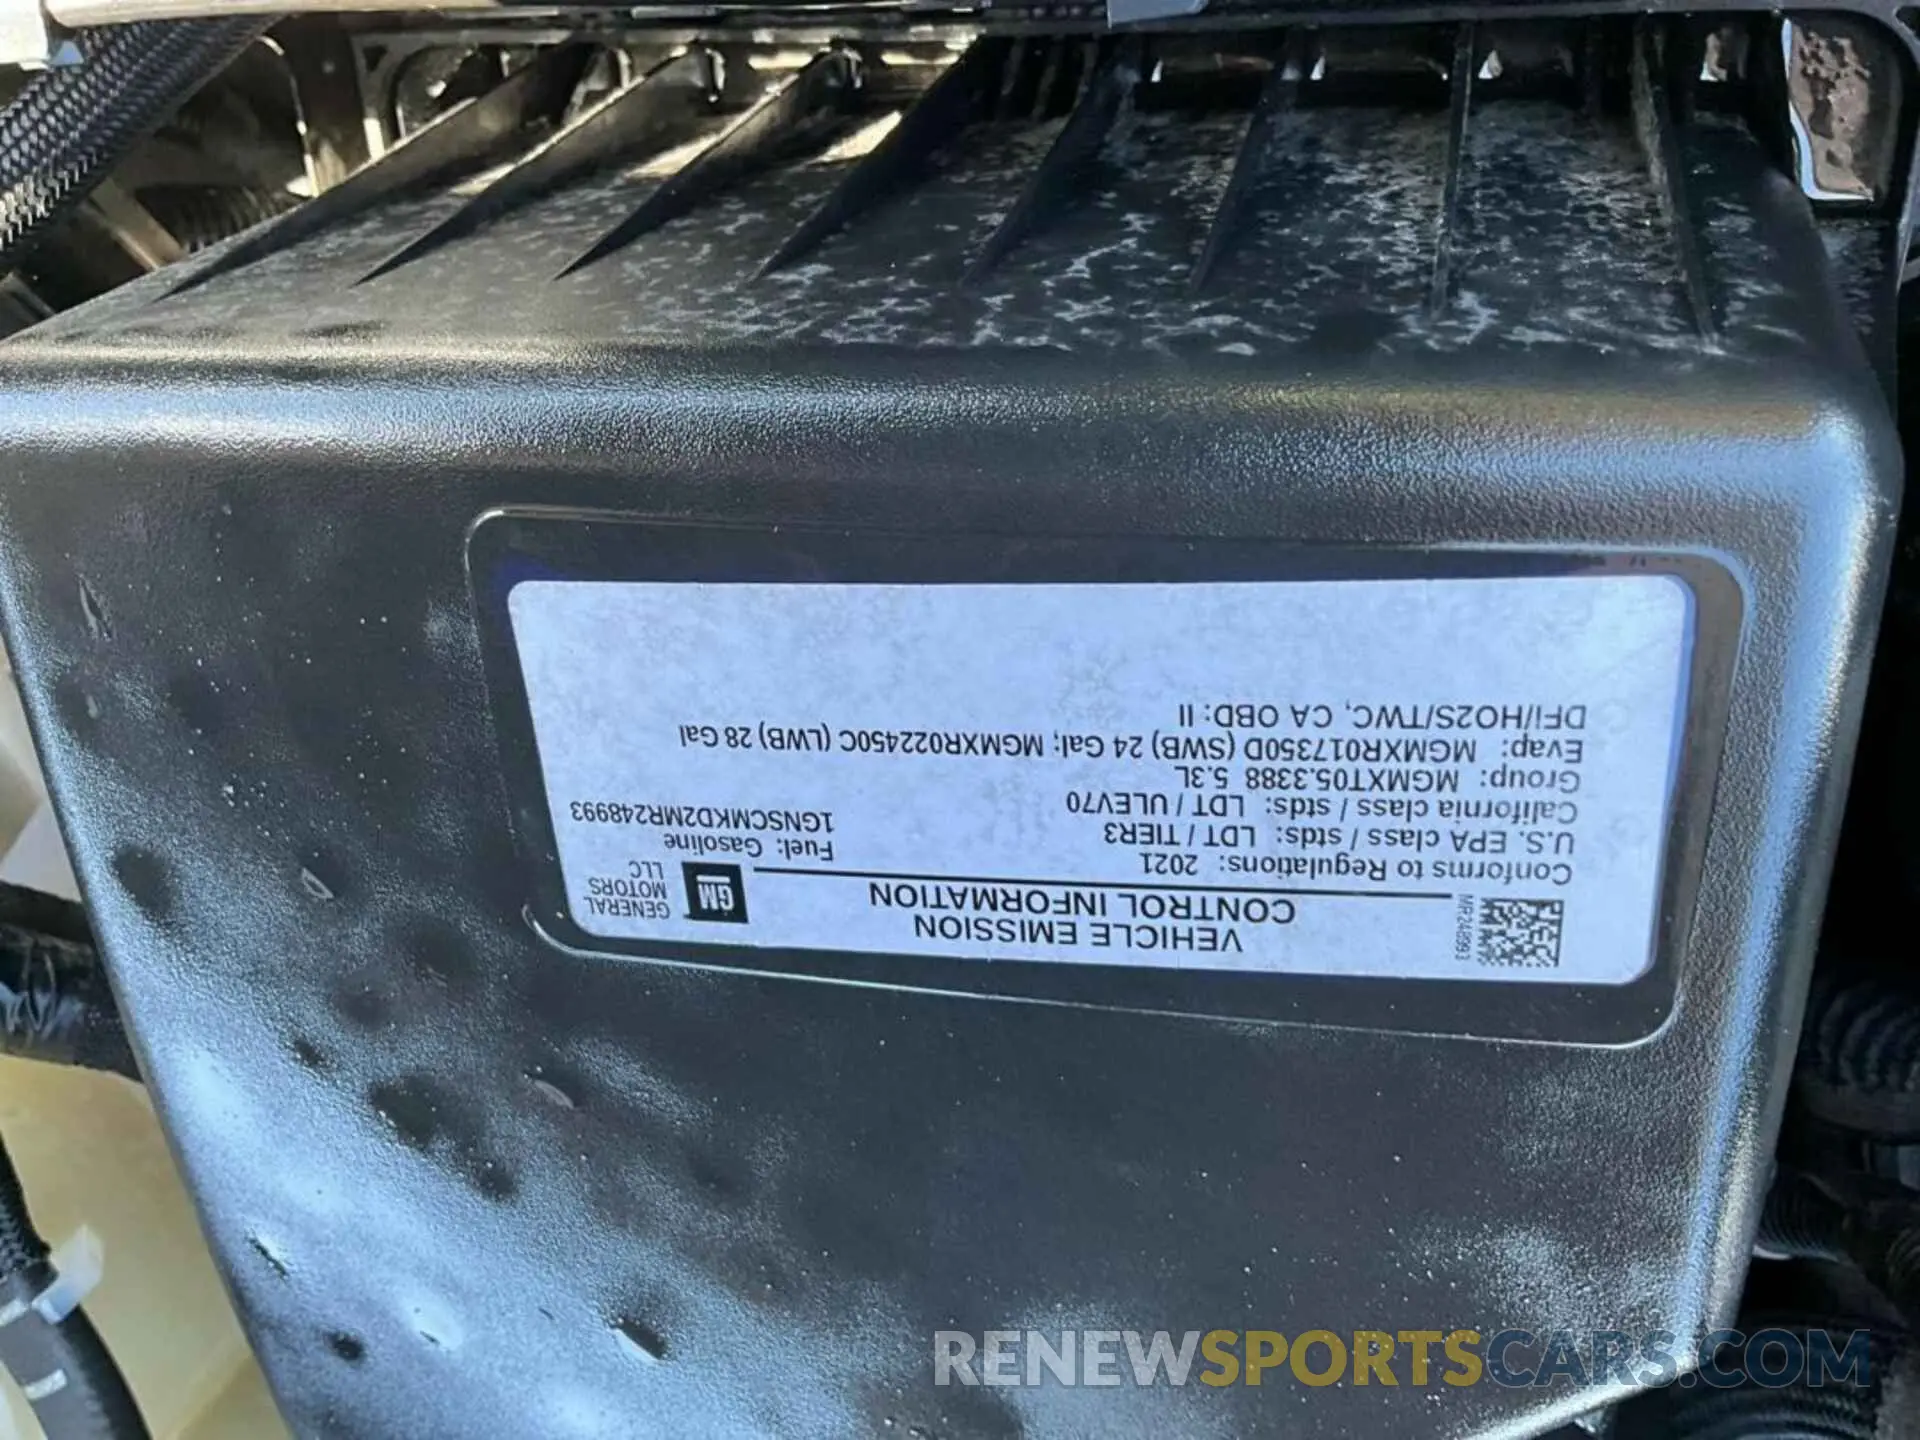 MR248993
VEHICLE EMISSION
CONTROL INFORMATION
GM
GENERAL
MOTORS
LLC
Conforms to Regulations: 2021
U.S. EPA class / stds: LDT / TIER3
California class / stds: LDT / ULEV70
Group: MGMXT05.3388 5.3L
Evap: MGMXR017350D (SWB) 24 Gal; MGMXR022450C (LWB) 28 Gal
DFI/HO2S/TWC, CA OBD: II
Fuel: Gasoline
1GNSCMKD2MR248993
RENEWSPORTSCARS.COM